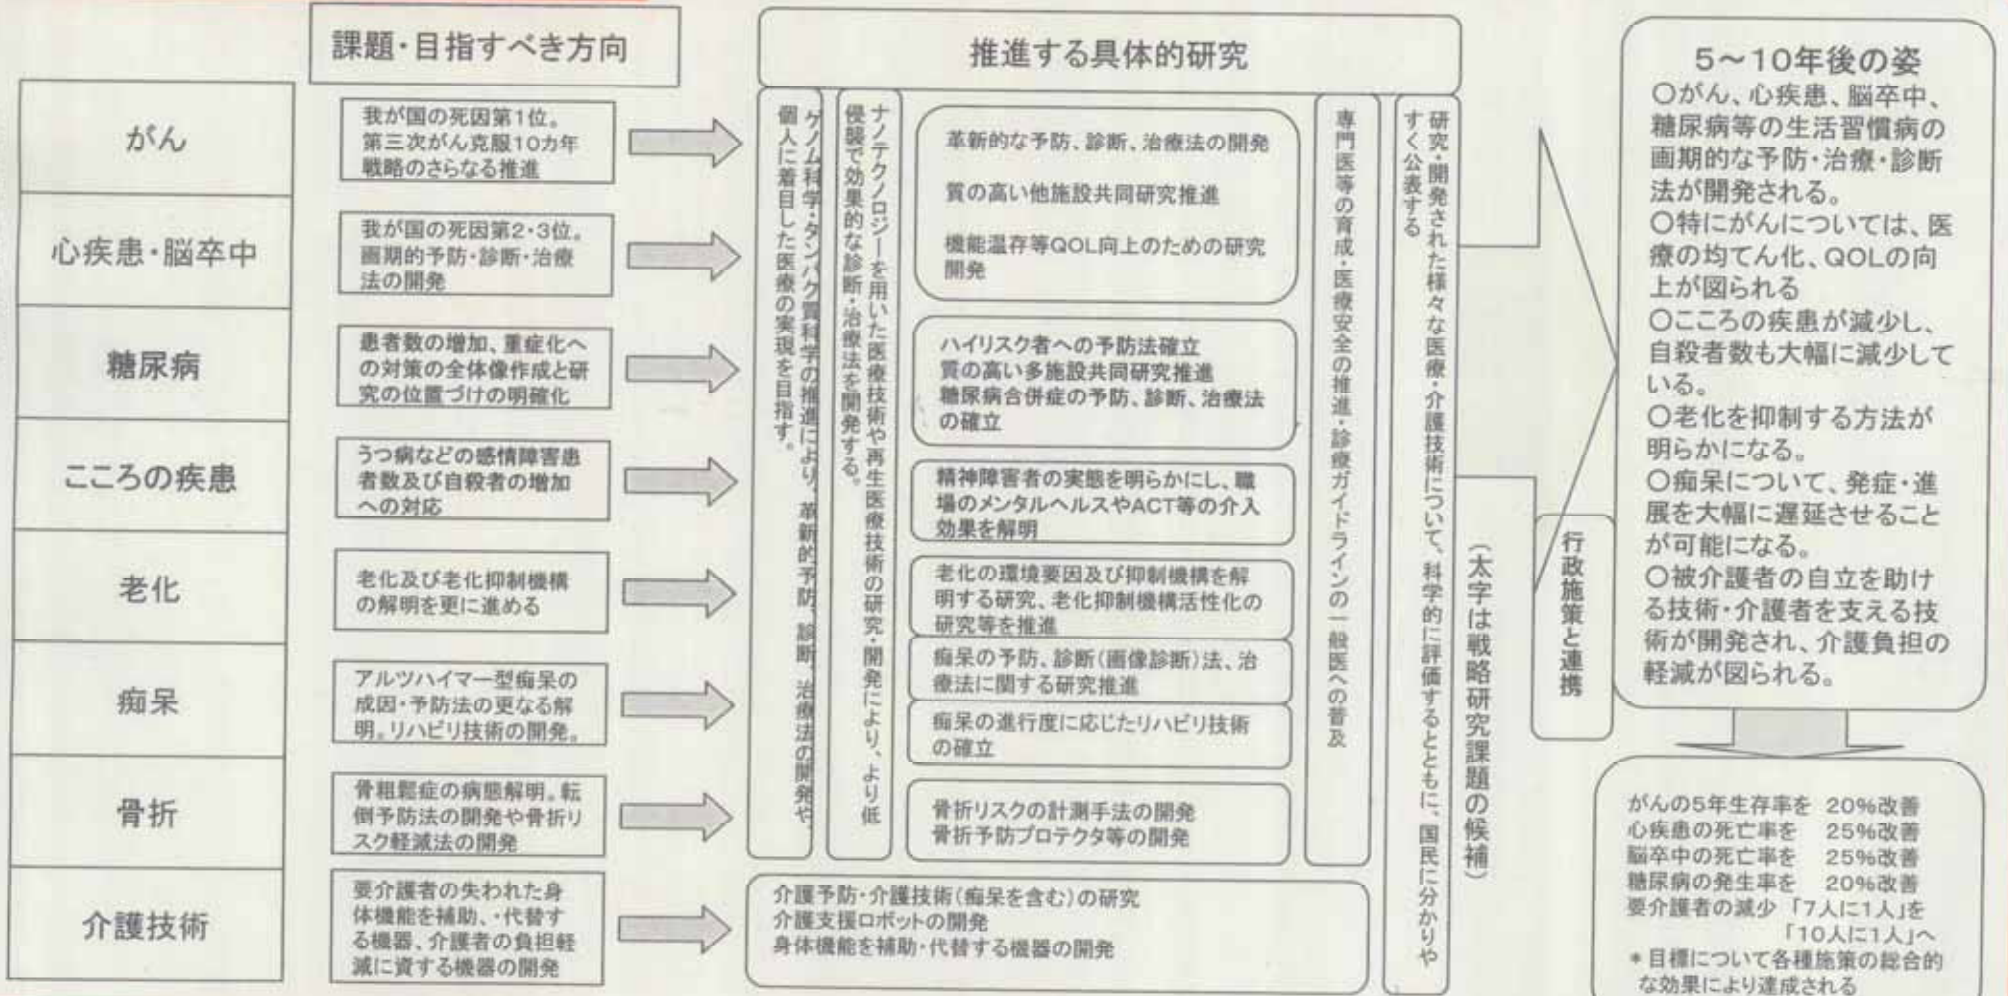 課題・目指すべき方向
推進する具体的研究
がん
我が国の死因第1位。
第三次がん克服10カ年
戦略のさらなる推進
心疾患・脳卒中
我が国の死因第2・3位。
画期的予防・診断・治療
法の開発
糖尿病
患者数の増加、重症化へ
の対策の全体像作成と研
究の位置づけの明確化
こころの疾患
うつ病などの感情障害患
者数及び自殺者の増加
への対応
老化
老化及び老化抑制機構
の解明を更に進める
痴呆
アルツハイマー型痴呆の
成因・予防法の更なる解
明。リハビリ技術の開発。
骨折
骨粗鬆症の病態解明。転
倒予防法の開発や骨折リ
スク軽減法の開発
介護技術
要介護者の失われた身
体機能を補助、・代替す
る機器、介護者の負担軽
減に資する機器の開発
ゲノム科学・タンパク質科学の推進により、革新的予防、診断、治療法の開発や、
個人に着目した医療の実現を目指す。
ナノテクノロジーを用いた医療技術や再生医療技術の研究・開発により、より低
侵襲で効果的な診断・治療法を開発する。
革新的な予防、診断、治療法の開発
質の高い他施設共同研究推進
機能温存等QOL向上のための研究
開発
ハイリスク者への予防法確立
質の高い多施設共同研究推進
糖尿病合併症の予防、診断、治療法
の確立
精神障害者の実態を明らかにし、職
場のメンタルヘルスやACT等の介入
効果を解明
老化の環境要因及び抑制機構を解
明する研究、老化抑制機構活性化の
研究等を推進
痴呆の予防、診断(画像診断)法、治
療法に関する研究推進
痴呆の進行度に応じたリハビリ技術
の確立
骨折リスクの計測手法の開発
骨折予防プロテクタ等の開発
介護予防・介護技術(痴呆を含む)の研究
介護支援ロボットの開発
身体機能を補助・代替する機器の開発
専門医等の育成・医療安全の推進・診療ガイドラインの一般医への普及
研究・開発された様々な医療・介護技術について、科学的に評価するとともに、国民に分かりや
すく公表する
(太字は戦略研究課題の候補)
行政施策と連携
5～10年後の姿
○がん、心疾患、脳卒中、
糖尿病等の生活習慣病の
画期的な予防・治療・診断
法が開発される。
○特にがんについては、医
療の均てん化、QOLの向
上が図られる
○こころの疾患が減少し、
自殺者数も大幅に減少して
いる。
○老化を抑制する方法が
明らかになる。
○痴呆について、発症・進
展を大幅に遅延させること
が可能になる。
○被介護者の自立を助け
る技術・介護者を支える技
術が開発され、介護負担の
軽減が図られる。
がんの5年生存率を 20%改善
心疾患の死亡率を 25%改善
脳卒中の死亡率を 25%改善
糖尿病の発生率を 20%改善
要介護者の減少 「7人に1人」を
「10人に1人」へ
＊目標について各種施策の総合的
な効果により達成される